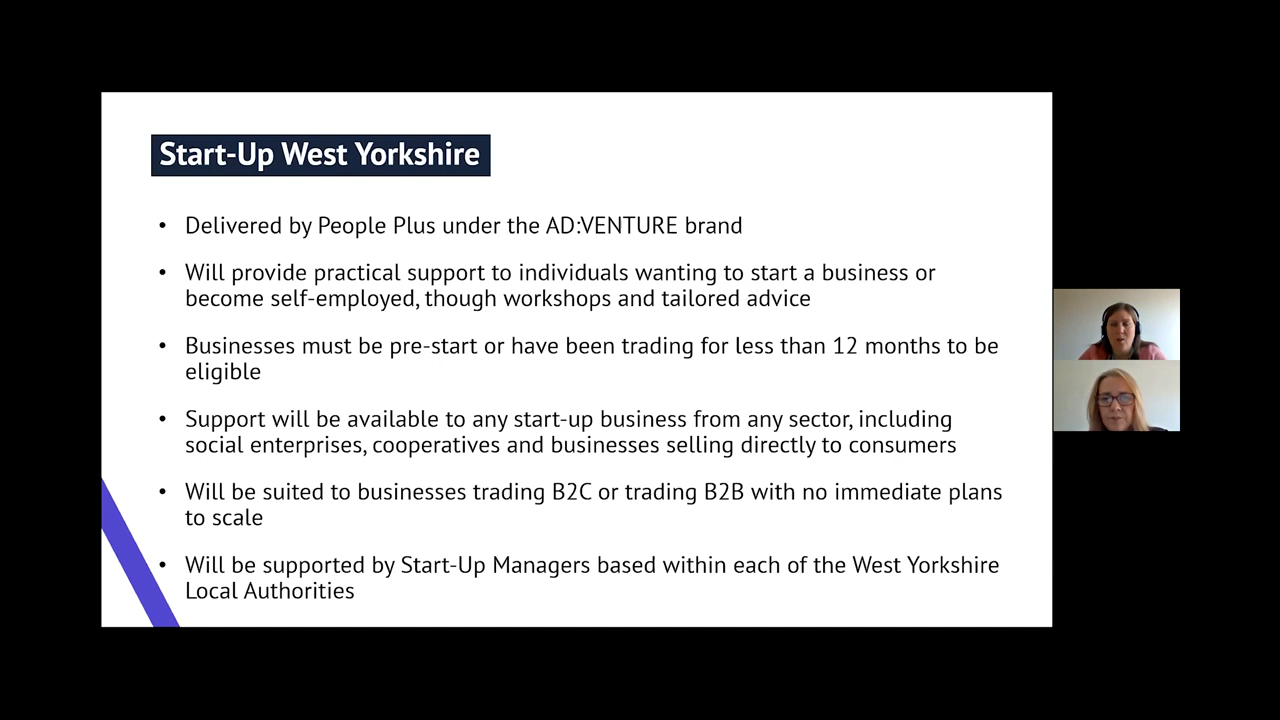 Start-Up West Yorkshire
• Delivered by People Plus under the AD:VENTURE brand
• Will provide practical support to individuals wanting to start a business or
become self-employed, though workshops and tailored advice
• Businesses must be pre-start or have been trading for less than 12 months to be
eligible
• Support will be available to any start-up business from any sector, including
social enterprises, cooperatives and businesses selling directly to consumers
• Will be suited to businesses trading B2C or trading B2B with no immediate plans
to scale
• Will be supported by Start-Up Managers based within each of the West Yorkshire
Local Authorities